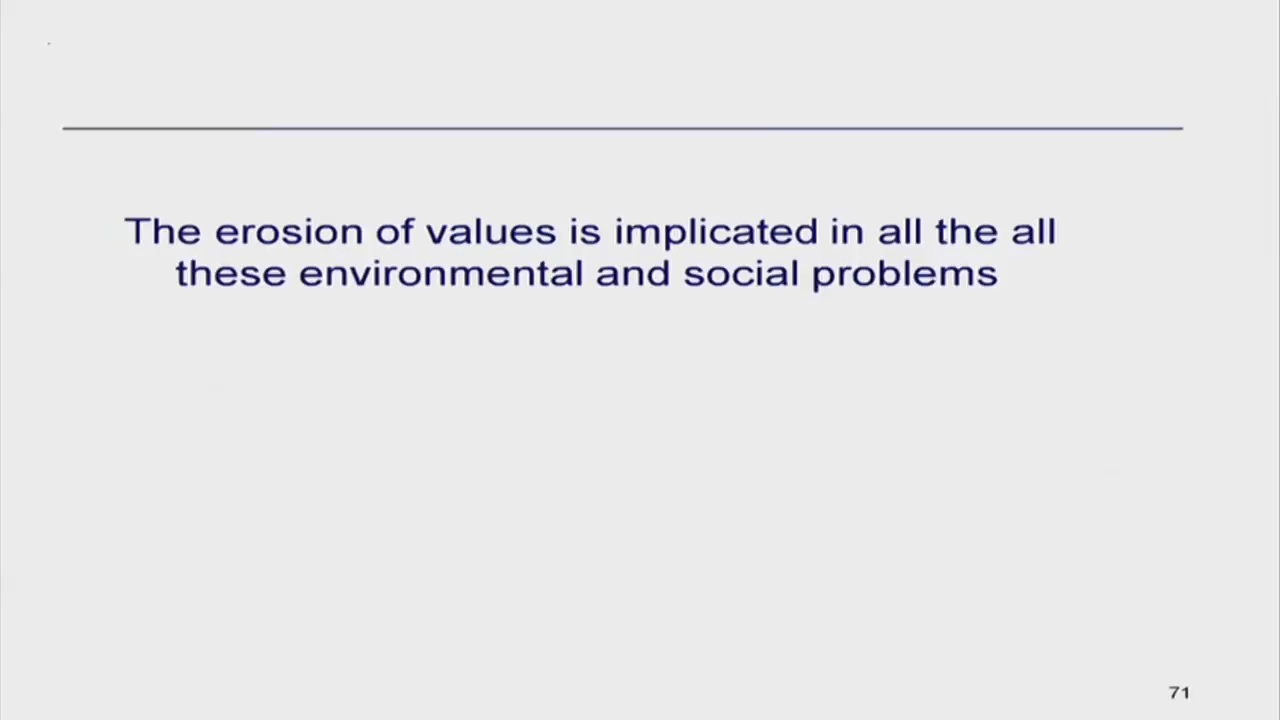 The erosion of values is implicated in all the all
these environmental and social problems
71